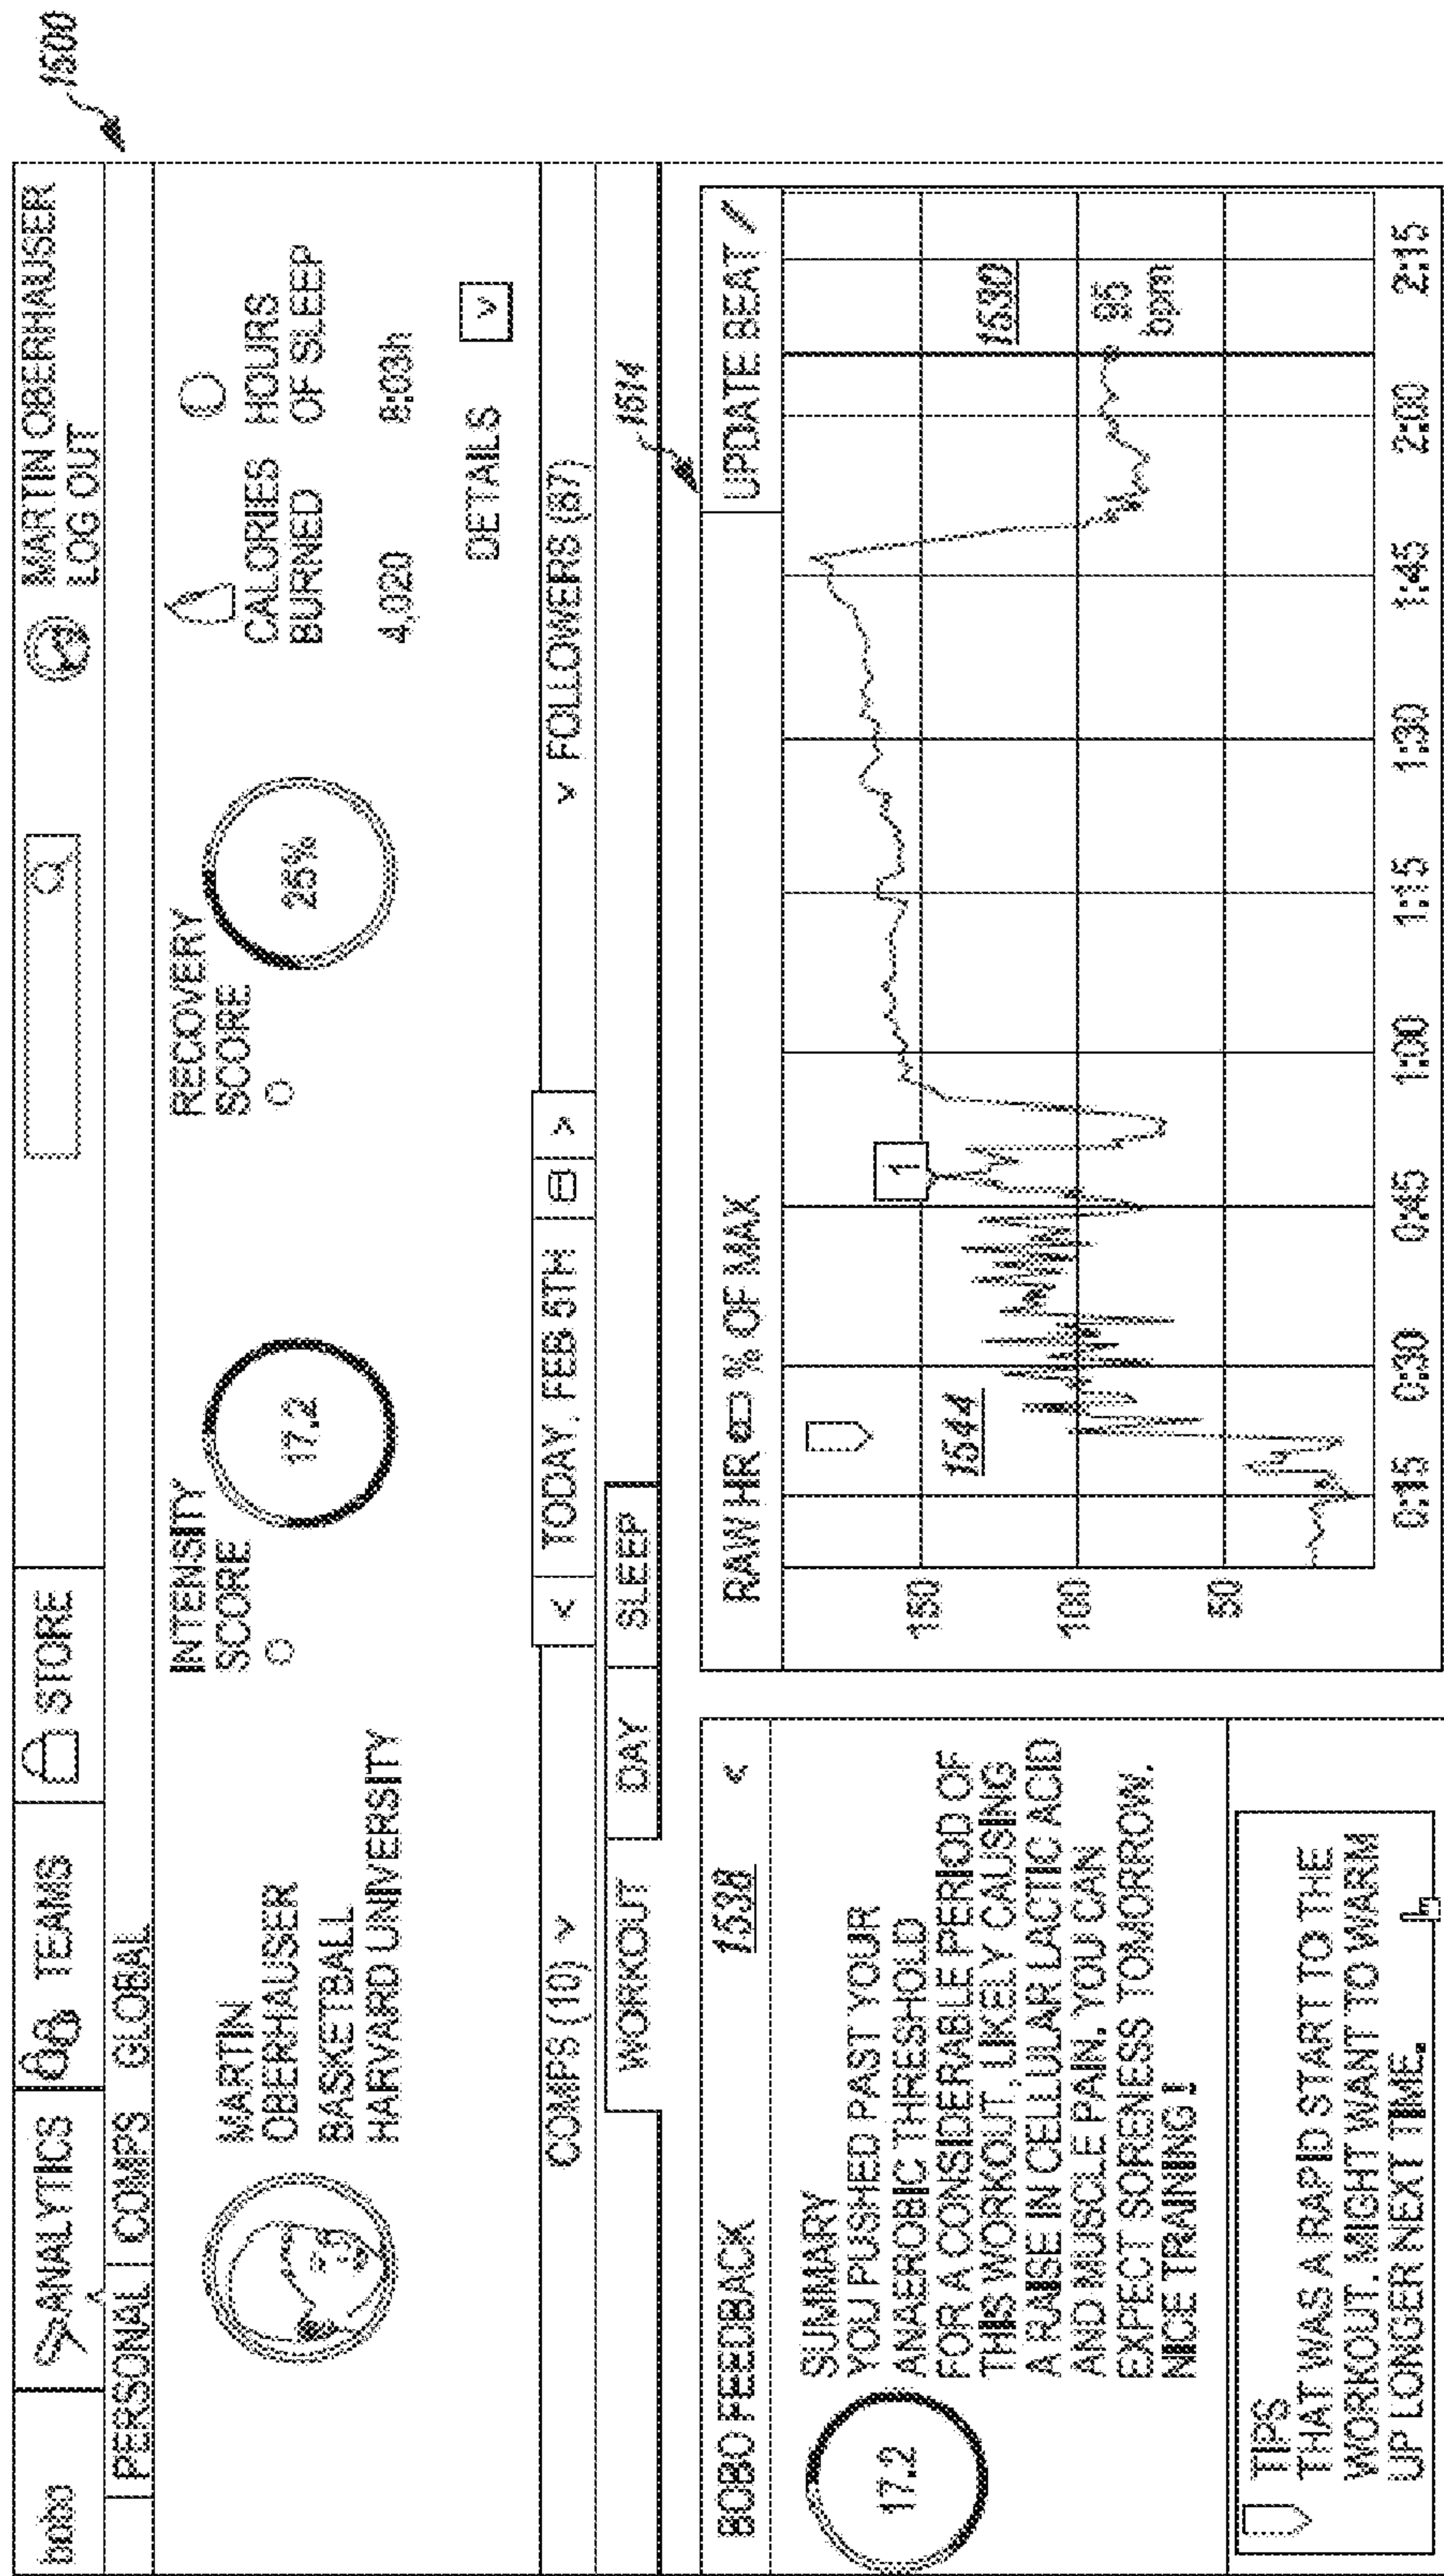 1500
bobo
ANALYTICS
TEAMS
STORE
MARTIN OBERHAUSER
LOG OUT
PERSONAL
COMPS
GLOBAL
MARTIN
OBERHAUSER
BASKETBALL
HARVARD UNIVERSITY
INTENSITY
SCORE
17.2
RECOVERY
SCORE
25%
CALORIES
BURNED
4,020
HOURS
OF SLEEP
8:03h
DETAILS v
COMPS (10) v
< TODAY, FEB 5TH >
v FOLLOWERS (87)
WORKOUT
DAY
SLEEP
1514
BOBO FEEDBACK 1538 <
17.2
SUMMARY
YOU PUSHED PAST YOUR
ANAEROBIC THRESHOLD
FOR A CONSIDERABLE PERIOD OF
THIS WORKOUT, LIKELY CAUSING
A RAISE IN CELLULAR LACTIC ACID
AND MUSCLE PAIN, YOU CAN
EXPECT SORENESS TOMORROW.
NICE TRAINING !
TIPS
THAT WAS A RAPID START TO THE
WORKOUT. MIGHT WANT TO WARM
UP LONGER NEXT TIME.
RAW HR % OF MAX
UPDATE BEAT
150
100
50
1544
1
1530
95
bpm
0:15 0:30 0:45 1:00 1:15 1:30 1:45 2:00 2:15